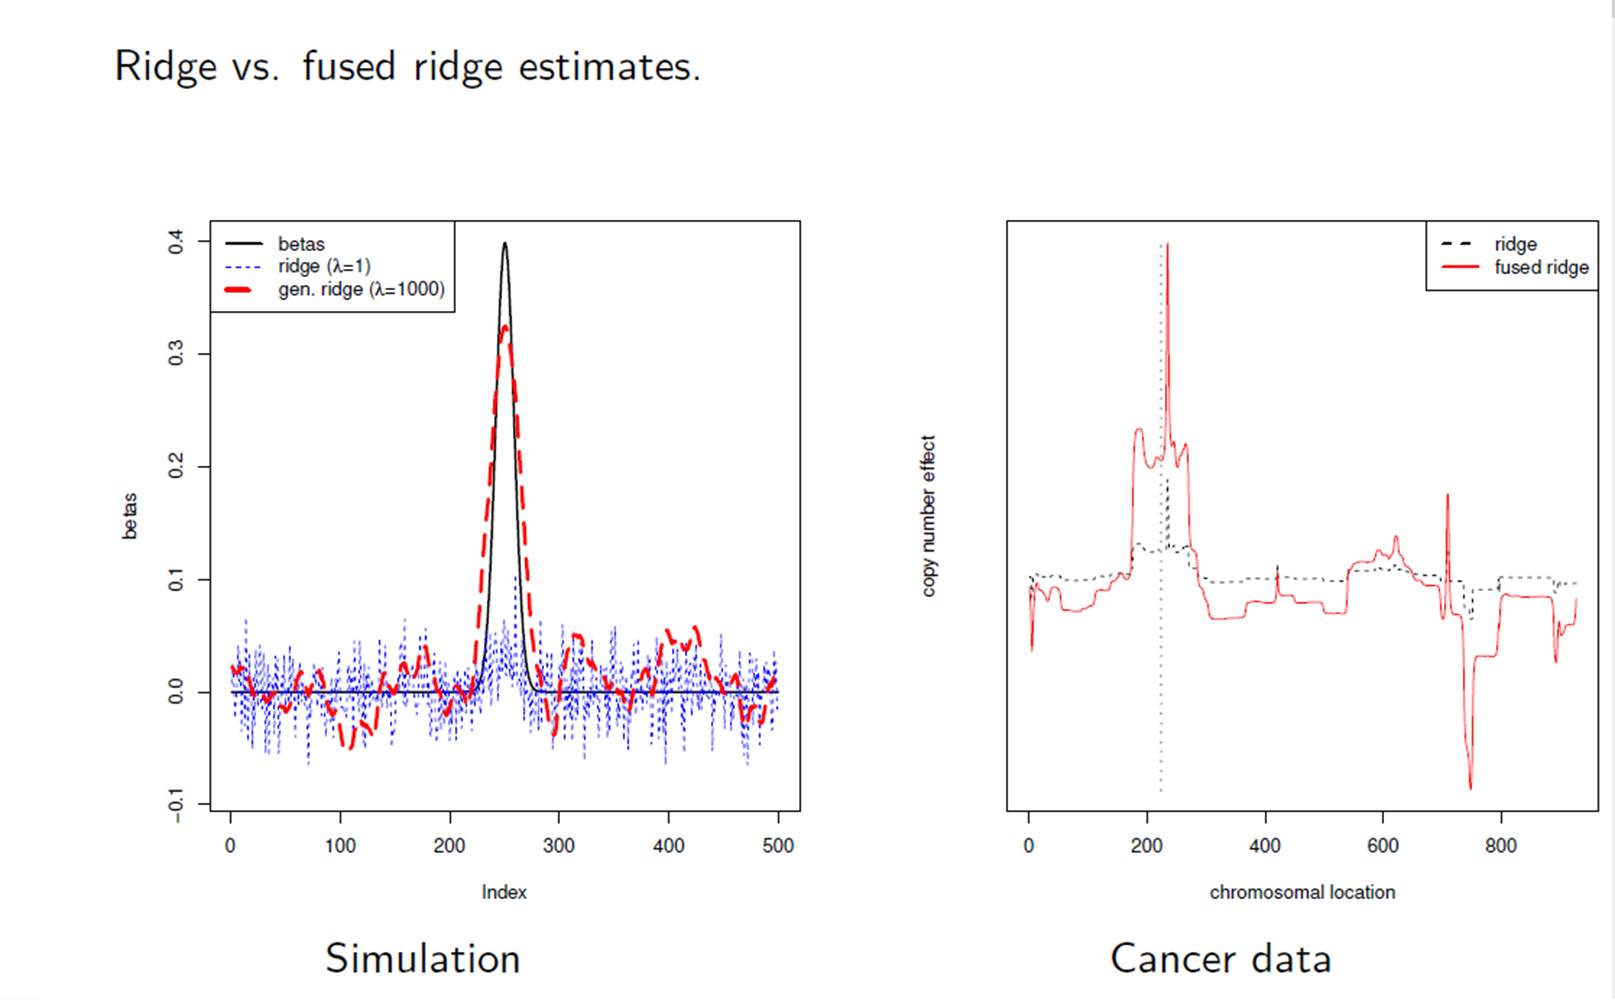 Ridge vs. fused ridge estimates.
betas
ridge (λ=1)
gen. ridge (λ=1000)
0.4
0.3
0.2
0.1
0.0
−0.1
betas
0 100 200 300 400 500
Index
Simulation
ridge
fused ridge
copy number effect
0 200 400 600 800
chromosomal location
Cancer data